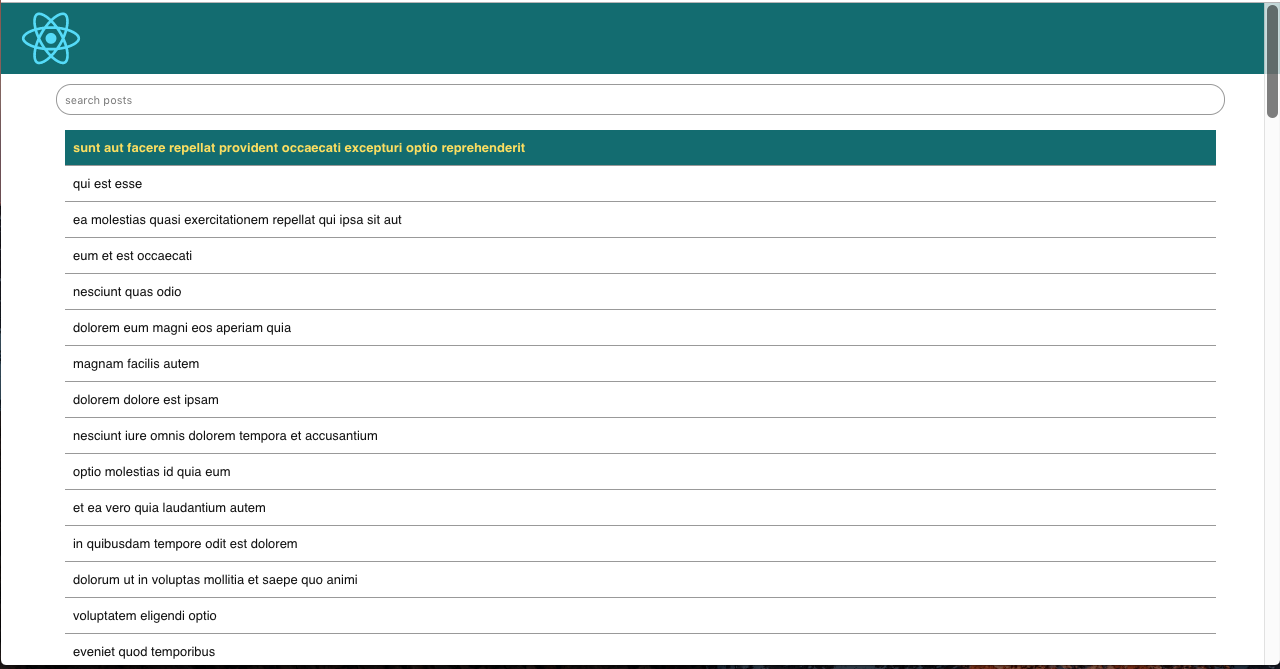 search posts
sunt aut facere repellat provident occaecati excepturi optio reprehenderit
qui est esse
ea molestias quasi exercitationem repellat qui ipsa sit aut
eum et est occaecati
nesciunt quas odio
dolorem eum magni eos aperiam quia
magnam facilis autem
dolorem dolore est ipsam
nesciunt iure omnis dolorem tempora et accusantium
optio molestias id quia eum
et ea vero quia laudantium autem
in quibusdam tempore odit est dolorem
dolorum ut in voluptas mollitia et saepe quo animi
voluptatem eligendi optio
eveniet quod temporibus